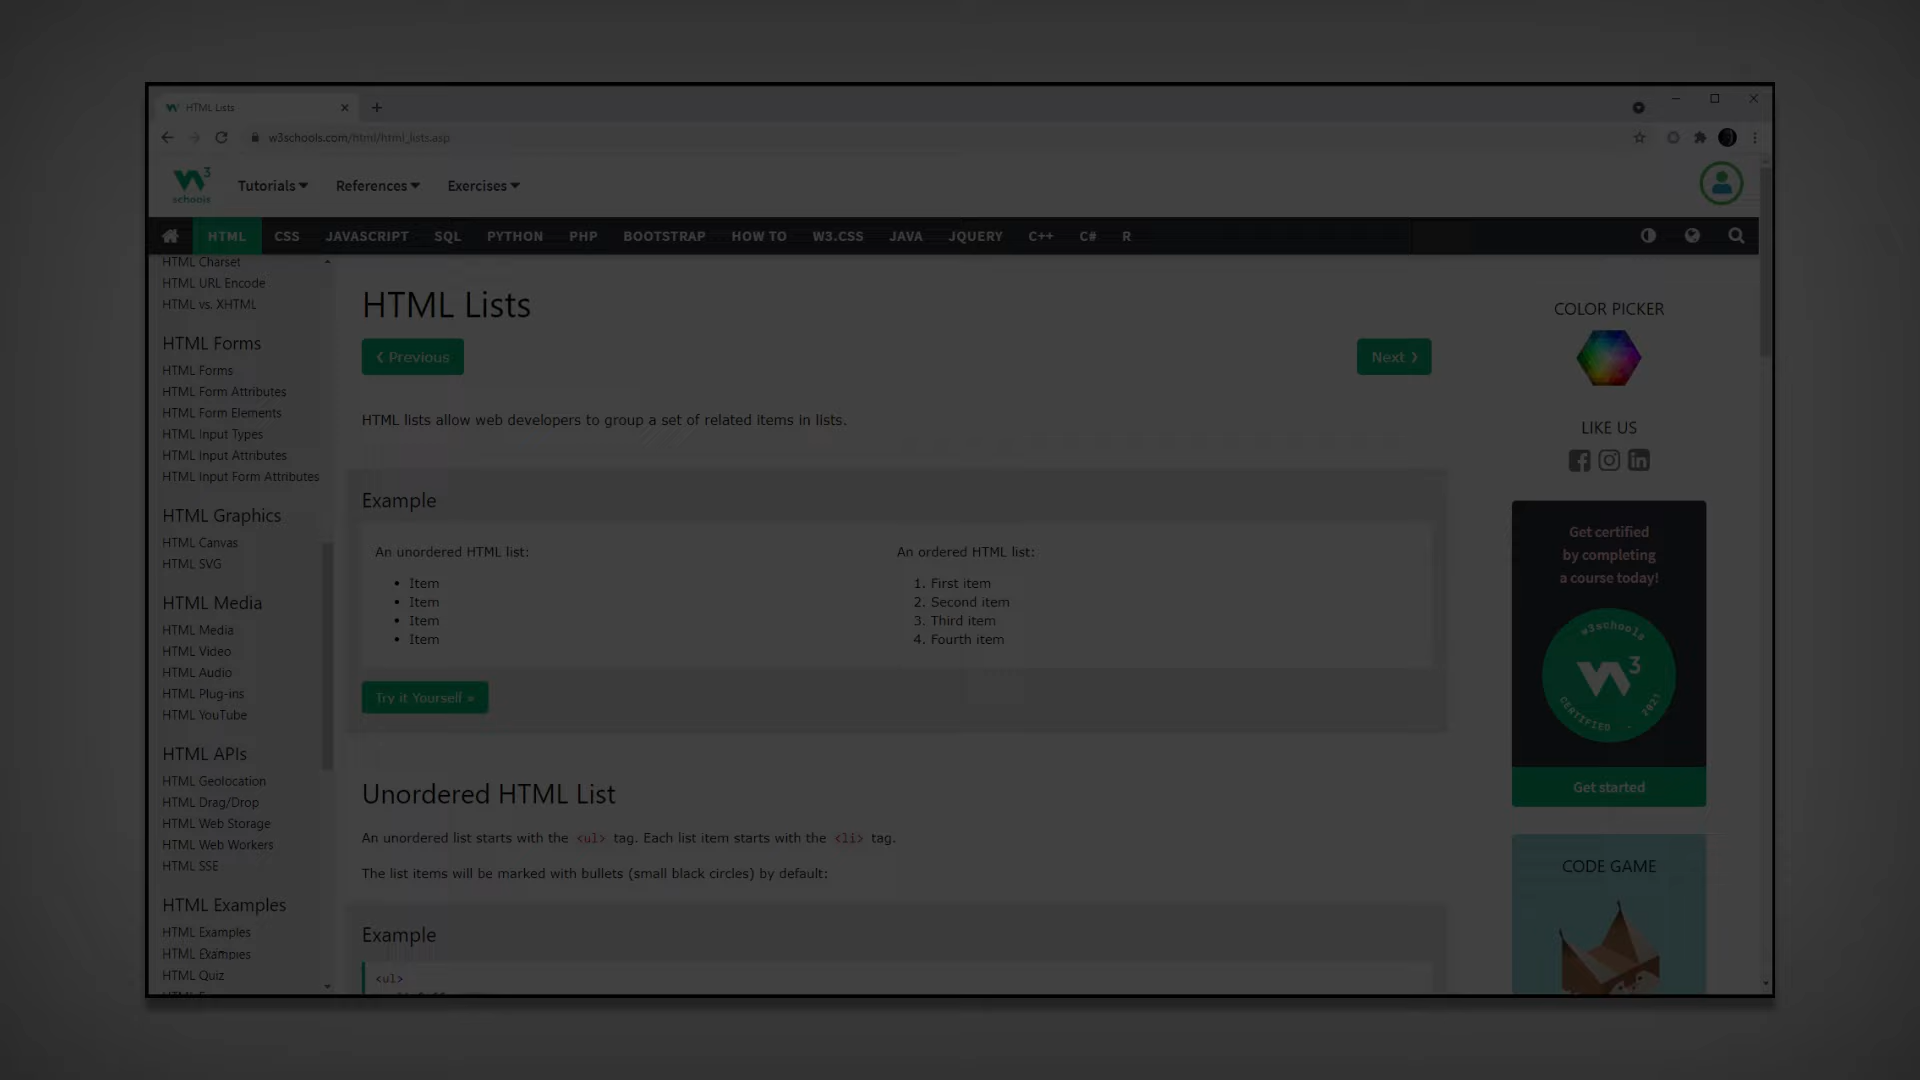 HTML Lists
w3schools.com/html/html_lists.asp
W3 schools
Tutorials References Exercises
HTML CSS JAVASCRIPT SQL PYTHON PHP BOOTSTRAP HOW TO W3.CSS JAVA JQUERY C++ C# R
HTML Charset
HTML URL Encode
HTML vs. XHTML
HTML Forms
HTML Forms
HTML Form Attributes
HTML Form Elements
HTML Input Types
HTML Input Attributes
HTML Input Form Attributes
HTML Graphics
HTML Canvas
HTML SVG
HTML Media
HTML Media
HTML Video
HTML Audio
HTML Plug-ins
HTML YouTube
HTML APIs
HTML Geolocation
HTML Drag/Drop
HTML Web Storage
HTML Web Workers
HTML SSE
HTML Examples
HTML Examples
HTML Examples
HTML Quiz
HTML Lists
❮ Previous
Next ❯
HTML lists allow web developers to group a set of related items in lists.
Example
An unordered HTML list:
• Item
• Item
• Item
• Item
An ordered HTML list:
1. First item
2. Second item
3. Third item
4. Fourth item
Try it Yourself »
Unordered HTML List
An unordered list starts with the <ul> tag. Each list item starts with the <li> tag.
The list items will be marked with bullets (small black circles) by default:
Example
<ul>
COLOR PICKER
LIKE US
Get certified
by completing
a course today!
w3schools
W3
CERTIFIED - 2021
Get started
CODE GAME